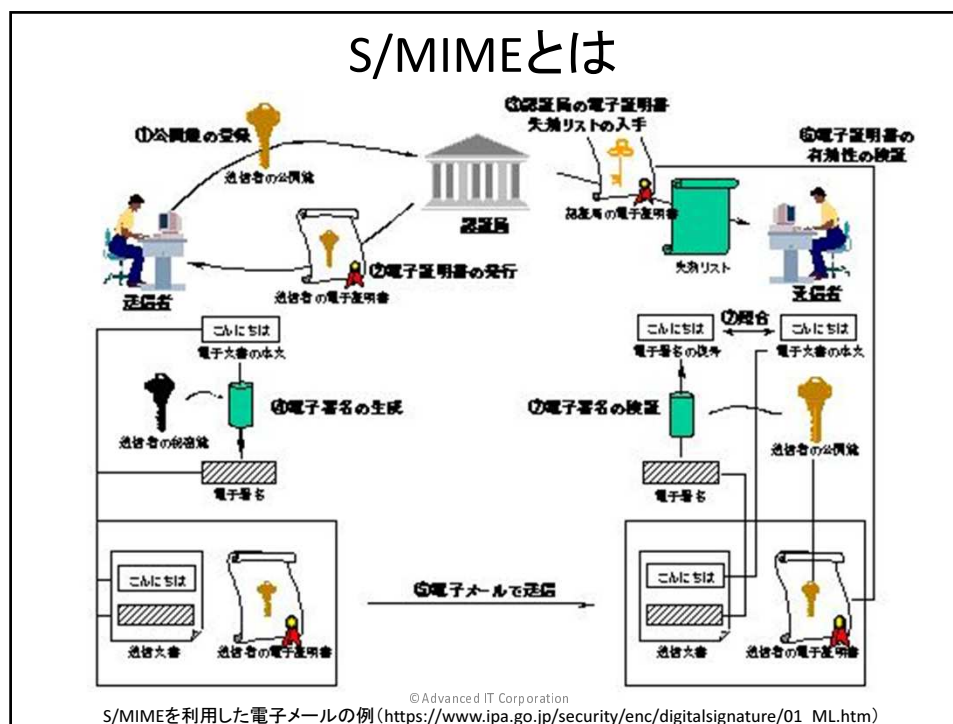 S/MIMEとは
①公開鍵の登録
送信者の公開鍵
③認証局の電子証明書
失効リストの入手
⑥電子証明書の
有効性の検証
認証局
認証局の電子証明書
失効リスト
②電子証明書の発行
送信者の電子証明書
送信者
受信者
こんにちは
電子文書の本文
送信者の秘密鍵
④電子署名の生成
電子署名
こんにちは
⑦照合
こんにちは
電子文書の本文
⑦電子署名の検証
送信者の公開鍵
電子署名
こんにちは
送信文書
送信者の電子証明書
⑤電子メールで送信
こんにちは
送信文書
送信者の電子証明書
©Advanced IT Corporation
S/MIMEを利用した電子メールの例(https://www.ipa.go.jp/security/enc/digitalsignature/01_ML.htm)